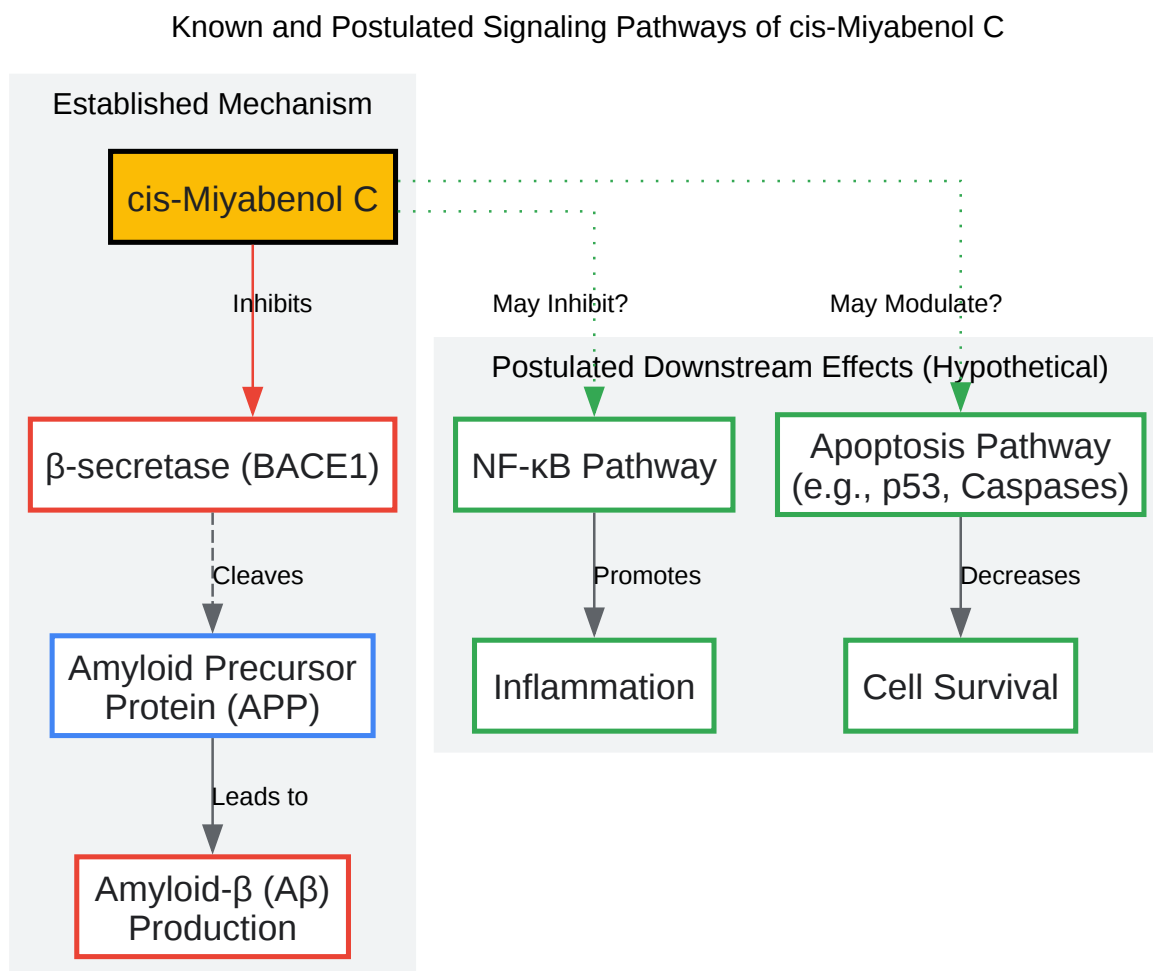 Known and Postulated Signaling Pathways of cis-Miyabenol C
Established Mechanism
cis-Miyabenol C
Inhibits
May Inhibit?
May Modulate?
Postulated Downstream Effects (Hypothetical)
β-secretase (BACE1)
NF-κB Pathway
Apoptosis Pathway
(e.g., p53, Caspases)
Cleaves
Promotes
Decreases
Amyloid Precursor
Protein (APP)
Inflammation
Cell Survival
Leads to
Amyloid-β (Aβ)
Production